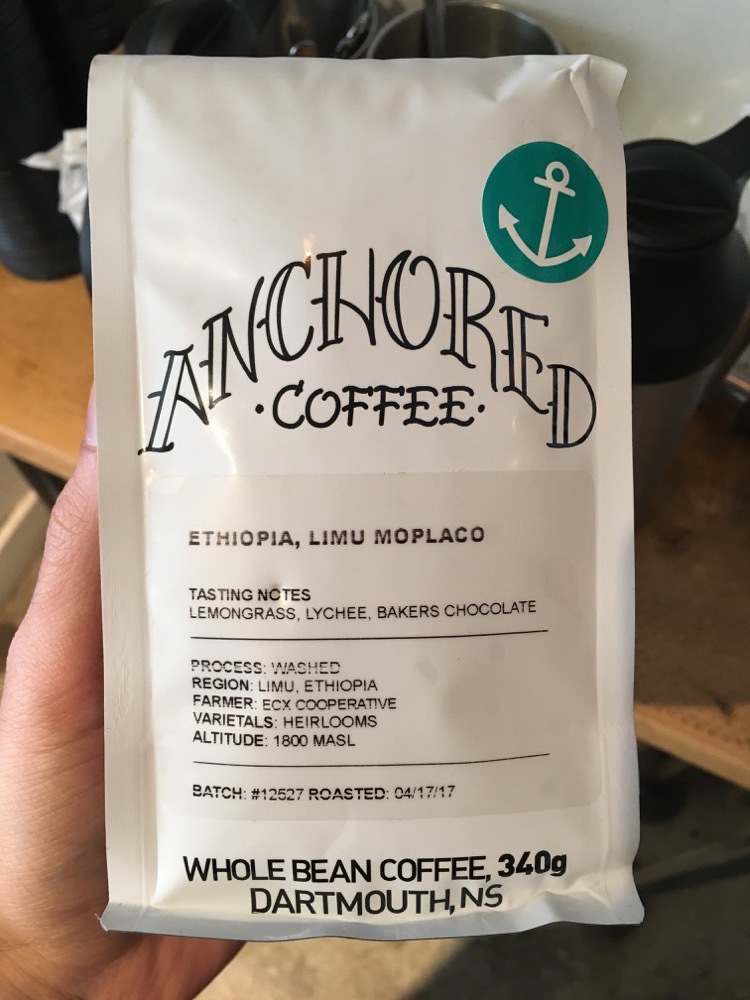 ANCHORED
·COFFEE·
ETHIOPIA, LIMU MOPLACO
TASTING NOTES
LEMONGRASS, LYCHEE, BAKERS CHOCOLATE
PROCESS: WASHED
REGION: LIMU, ETHIOPIA
FARMER: ECX COOPERATIVE
VARIETALS: HEIRLOOMS
ALTITUDE: 1800 MASL
BATCH: #12527 ROASTED: 04/17/17
WHOLE BEAN COFFEE, 340g
DARTMOUTH, NS